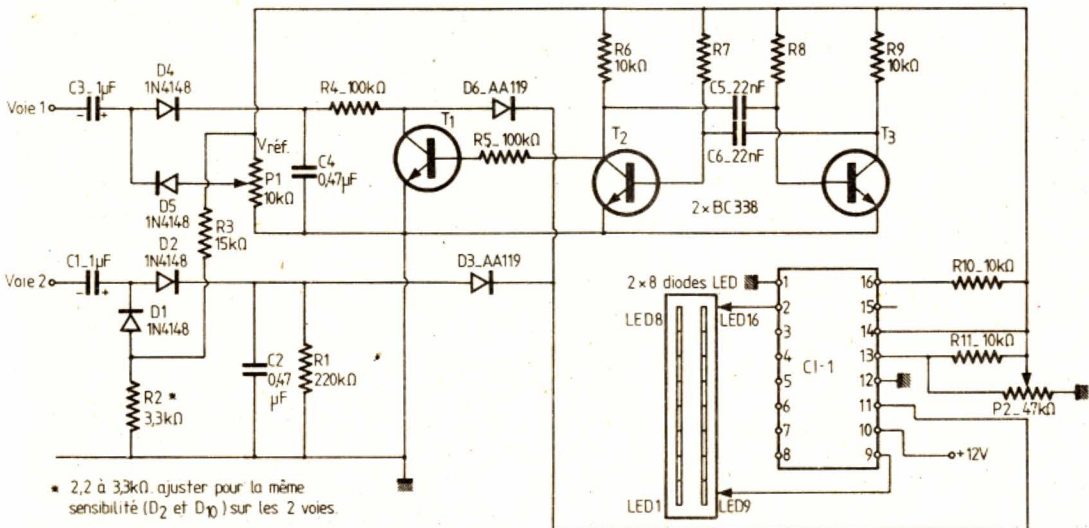 R6
10kΩ
R7
R8
R9
10kΩ
D4
1N4148
C3_1µF
Voie 1
- +
R4_100kΩ
D6_AA119
C5_22nF
T1
T2
T3
Vréf.
R5_100kΩ
C6_22nF
P1
10kΩ
C4
0,47µF
D5
1N4148
2×BC338
R3
15kΩ
D2
1N4148
C1_1µF
Voie 2
- +
D3_AA119
2×8 diodes LED
D1
1N4148
LED8
LED16
1
2
3
4
5
6
7
8
CI-1
16
15
14
13
12
11
10
9
R10_10kΩ
R11_10kΩ
P2_47kΩ
+12V
C2
0,47
µF
R1
220kΩ
R2 *
3,3kΩ
LED1
LED9
* 2,2 à 3,3kΩ. ajuster pour la même
sensibilité (D2 et D10) sur les 2 voies.